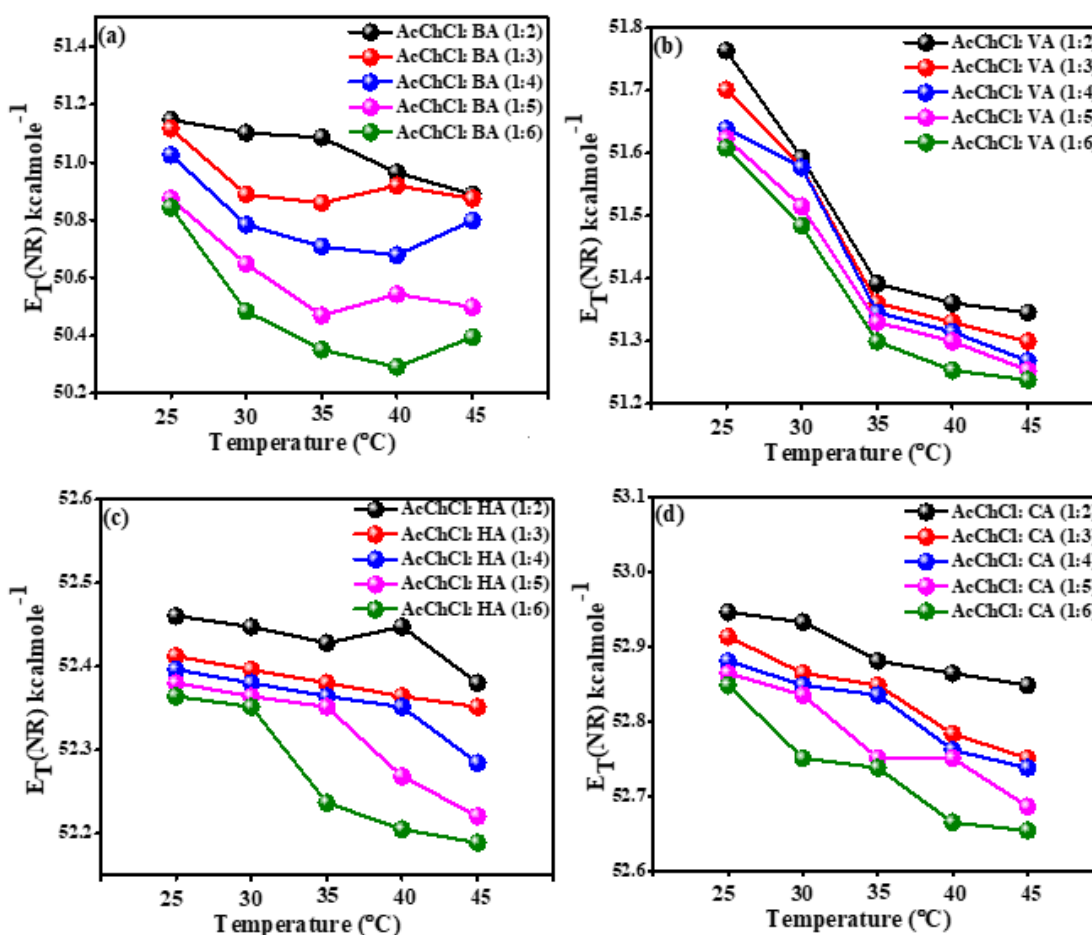 (a)
AcChCl: BA (1:2)
AcChCl: BA (1:3)
AcChCl: BA (1:4)
AcChCl: BA (1:5)
AcChCl: BA (1:6)
51.4
51.2
51.0
50.8
50.6
50.4
50.2
E_T(NR) kcalmole⁻¹
25 30 35 40 45
Temperature (°C)
(b)
AcChCl: VA (1:2
AcChCl: VA (1:3
AcChCl: VA (1:4
AcChCl: VA (1:5
AcChCl: VA (1:6
51.8
51.7
51.6
51.5
51.4
51.3
51.2
E_T(NR) kcalmole⁻¹
25 30 35 40 45
Temperature (°C)
(c)
AcChCl: HA (1:2)
AcChCl: HA (1:3)
AcChCl: HA (1:4)
AcChCl: HA (1:5)
AcChCl: HA (1:6)
52.6
52.5
52.4
52.3
52.2
E_T(NR) kcalmole⁻¹
25 30 35 40 45
Temperature (°C)
(d)
AcChCl: CA (1:2
AcChCl: CA (1:3
AcChCl: CA (1:4
AcChCl: CA (1:5
AcChCl: CA (1:6
53.1
53.0
52.9
52.8
52.7
52.6
E_T(NR) kcalmole⁻¹
25 30 35 40 45
Temperature (°C)